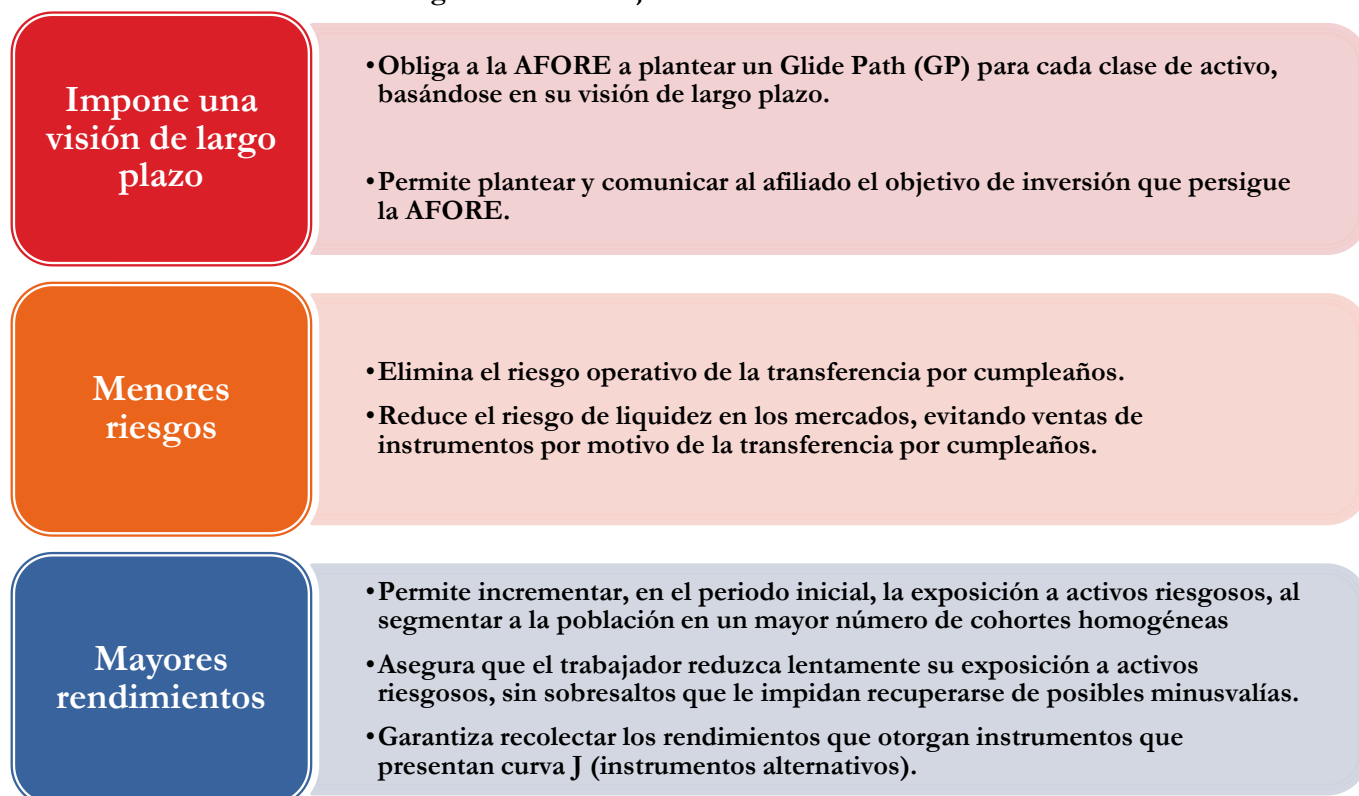 Impone una
visión de largo
plazo
•Obliga a la AFORE a plantear un Glide Path (GP) para cada clase de activo,
basándose en su visión de largo plazo.
•Permite plantear y comunicar al afiliado el objetivo de inversión que persigue
la AFORE.
Menores
riesgos
•Elimina el riesgo operativo de la transferencia por cumpleaños.
•Reduce el riesgo de liquidez en los mercados, evitando ventas de
instrumentos por motivo de la transferencia por cumpleaños.
Mayores
rendimientos
•Permite incrementar, en el periodo inicial, la exposición a activos riesgosos, al
segmentar a la población en un mayor número de cohortes homogéneas
•Asegura que el trabajador reduzca lentamente su exposición a activos
riesgosos, sin sobresaltos que le impidan recuperarse de posibles minusvalías.
•Garantiza recolectar los rendimientos que otorgan instrumentos que
presentan curva J (instrumentos alternativos).